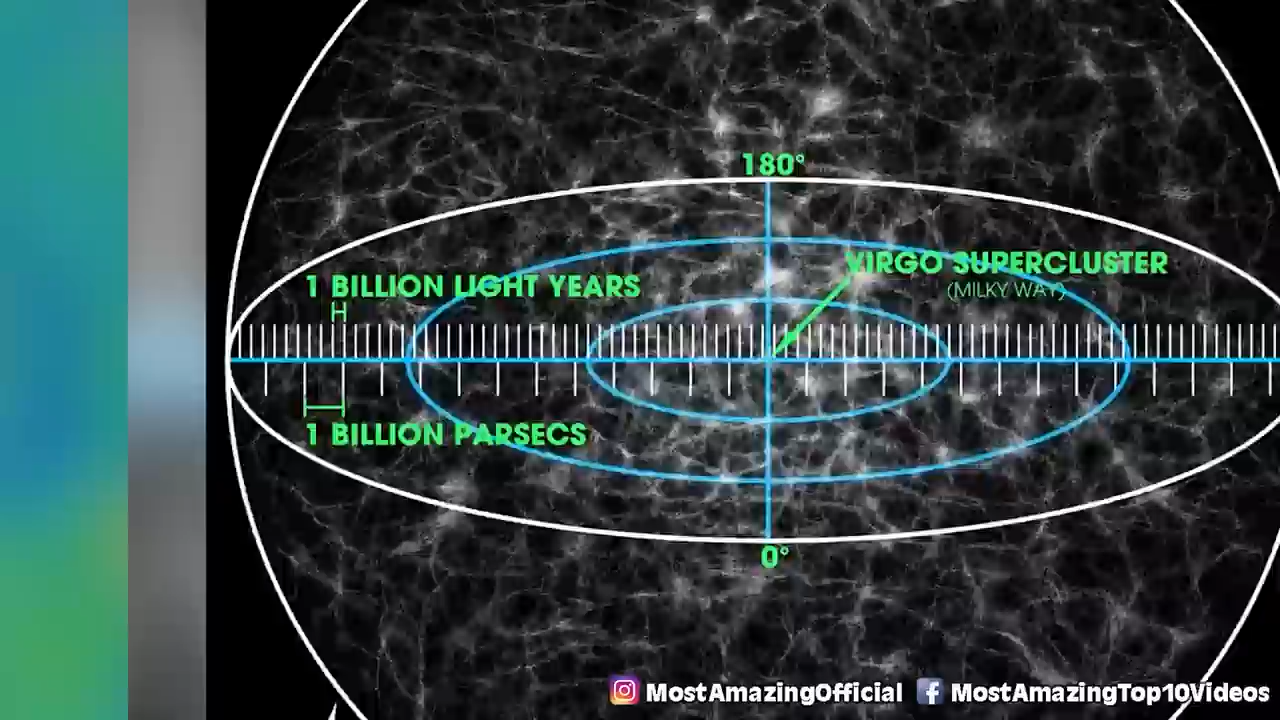 180°
VIRGO SUPERCLUSTER
(MILKY WAY)
1 BILLION LIGHT YEARS
1 BILLION PARSECS
0°
MostAmazingOfficial MostAmazingTop10Videos